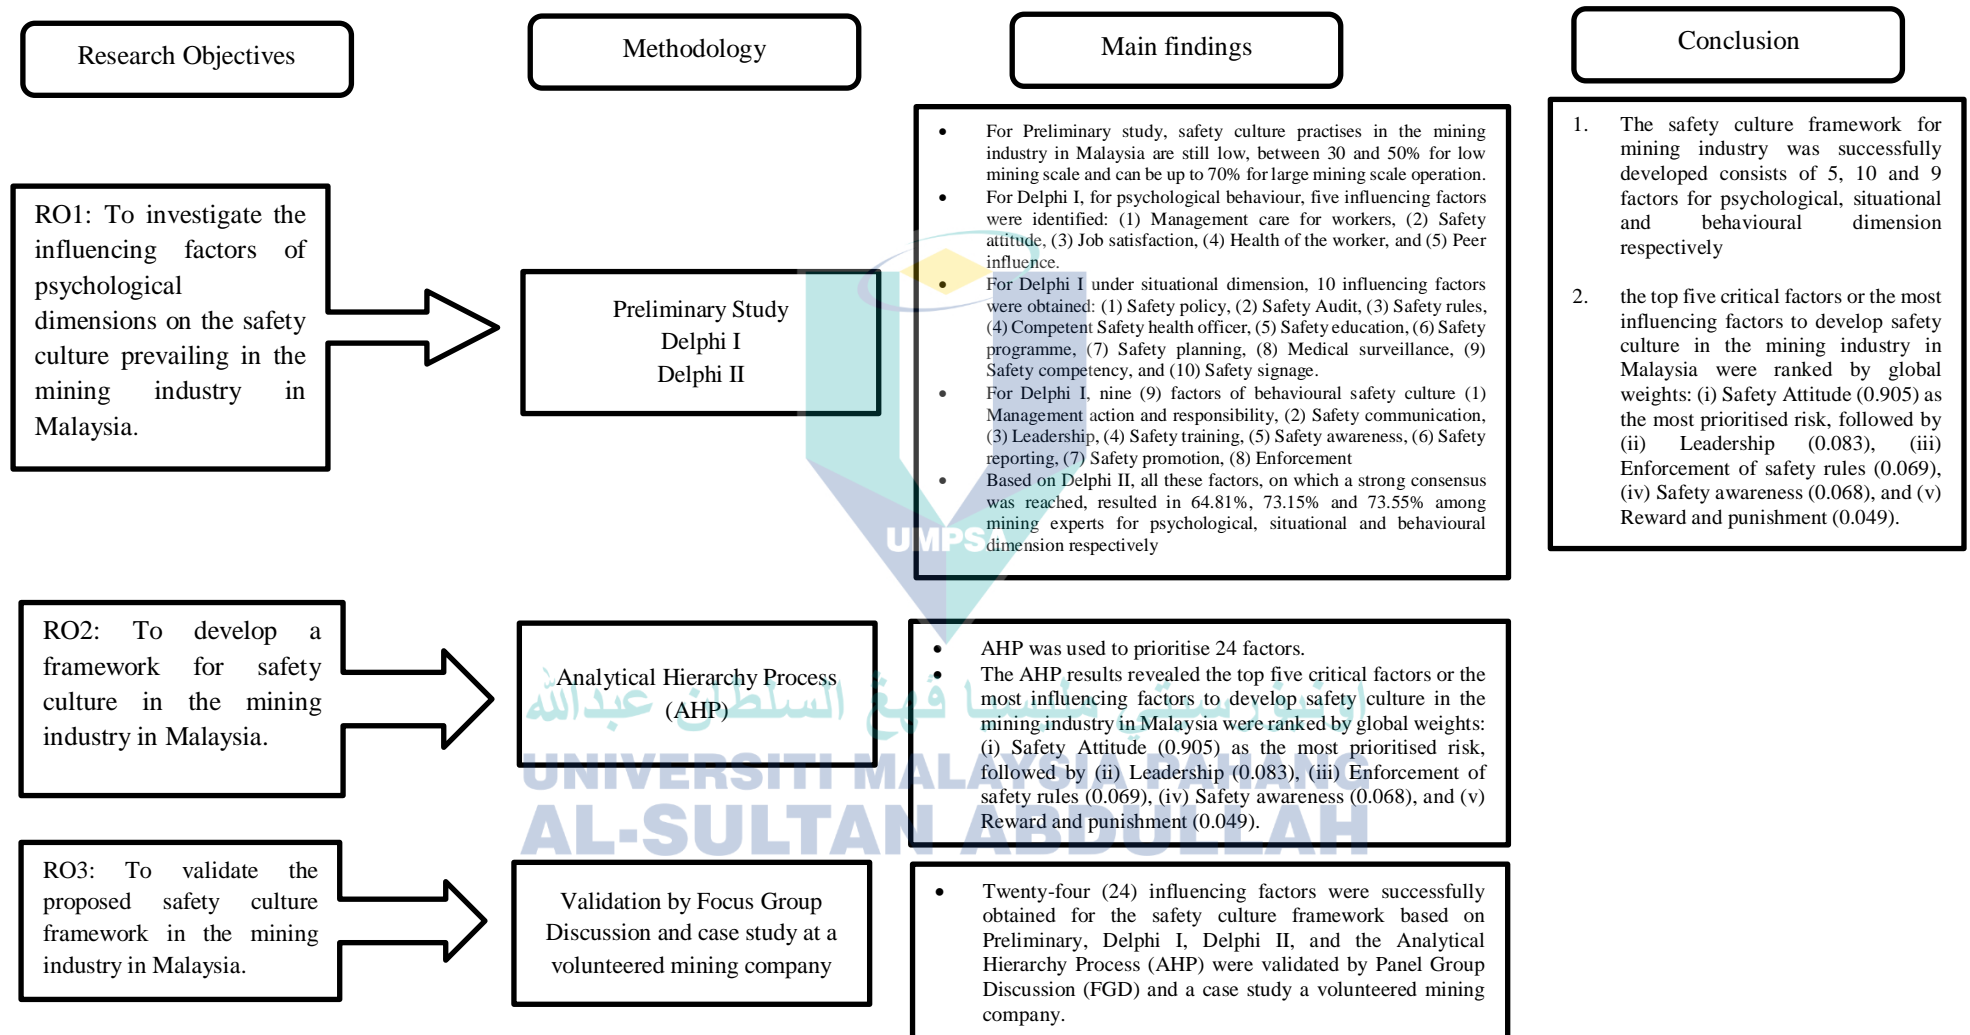 Research Objectives
Methodology
Main findings
Conclusion
RO1: To investigate the
influencing factors of
psychological
dimensions on the safety
culture prevailing in the
mining industry in
Malaysia.
Preliminary Study
Delphi I
Delphi II
• For Preliminary study, safety culture practises in the mining
industry in Malaysia are still low, between 30 and 50% for low
mining scale and can be up to 70% for large mining scale operation.
• For Delphi I, for psychological behaviour, five influencing factors
were identified: (1) Management care for workers, (2) Safety
attitude, (3) Job satisfaction, (4) Health of the worker, and (5) Peer
influence.
• For Delphi I under situational dimension, 10 influencing factors
were obtained: (1) Safety policy, (2) Safety Audit, (3) Safety rules,
(4) Competent Safety health officer, (5) Safety education, (6) Safety
programme, (7) Safety planning, (8) Medical surveillance, (9)
Safety competency, and (10) Safety signage.
• For Delphi I, nine (9) factors of behavioural safety culture (1)
Management action and responsibility, (2) Safety communication,
(3) Leadership, (4) Safety training, (5) Safety awareness, (6) Safety
reporting, (7) Safety promotion, (8) Enforcement
• Based on Delphi II, all these factors, on which a strong consensus
was reached, resulted in 64.81%, 73.15% and 73.55% among
mining experts for psychological, situational and behavioural
dimension respectively
1. The safety culture framework for
mining industry was successfully
developed consists of 5, 10 and 9
factors for psychological, situational
and behavioural dimension
respectively
2. the top five critical factors or the most
influencing factors to develop safety
culture in the mining industry in
Malaysia were ranked by global
weights: (i) Safety Attitude (0.905) as
the most prioritised risk, followed by
(ii) Leadership (0.083), (iii)
Enforcement of safety rules (0.069),
(iv) Safety awareness (0.068), and (v)
Reward and punishment (0.049).
UMPSA
RO2: To develop a
framework for safety
culture in the mining
industry in Malaysia.
Analytical Hierarchy Process
(AHP)
• AHP was used to prioritise 24 factors.
• The AHP results revealed the top five critical factors or the
most influencing factors to develop safety culture in the
mining industry in Malaysia were ranked by global weights:
(i) Safety Attitude (0.905) as the most prioritised risk,
followed by (ii) Leadership (0.083), (iii) Enforcement of
safety rules (0.069), (iv) Safety awareness (0.068), and (v)
Reward and punishment (0.049).
اونيۏرسيتي مليسيا ڤهڠ السلطان عبدالله
UNIVERSITI MALAYSIA PAHANG
AL-SULTAN ABDULLAH
RO3: To validate the
proposed safety culture
framework in the mining
industry in Malaysia.
Validation by Focus Group
Discussion and case study at a
volunteered mining company
• Twenty-four (24) influencing factors were successfully
obtained for the safety culture framework based on
Preliminary, Delphi I, Delphi II, and the Analytical
Hierarchy Process (AHP) were validated by Panel Group
Discussion (FGD) and a case study a volunteered mining
company.